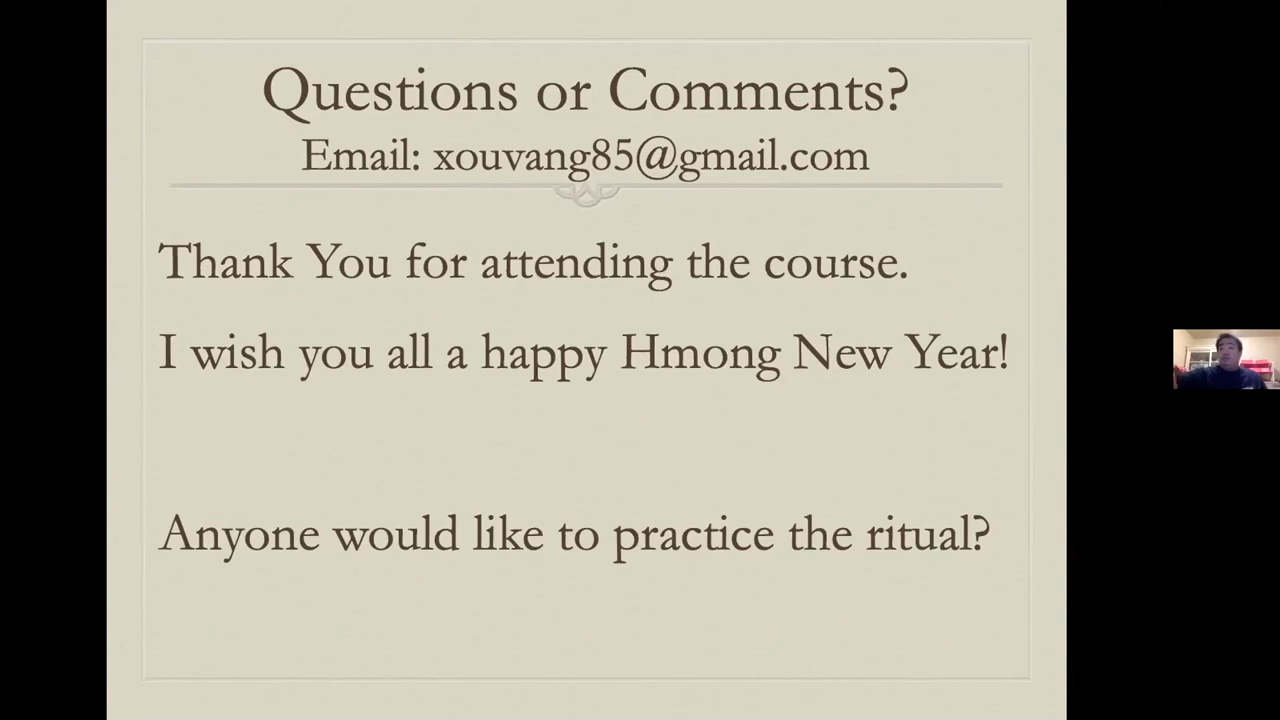 Questions or Comments?
Email: xouvang85@gmail.com
Thank You for attending the course.
I wish you all a happy Hmong New Year!
Anyone would like to practice the ritual?